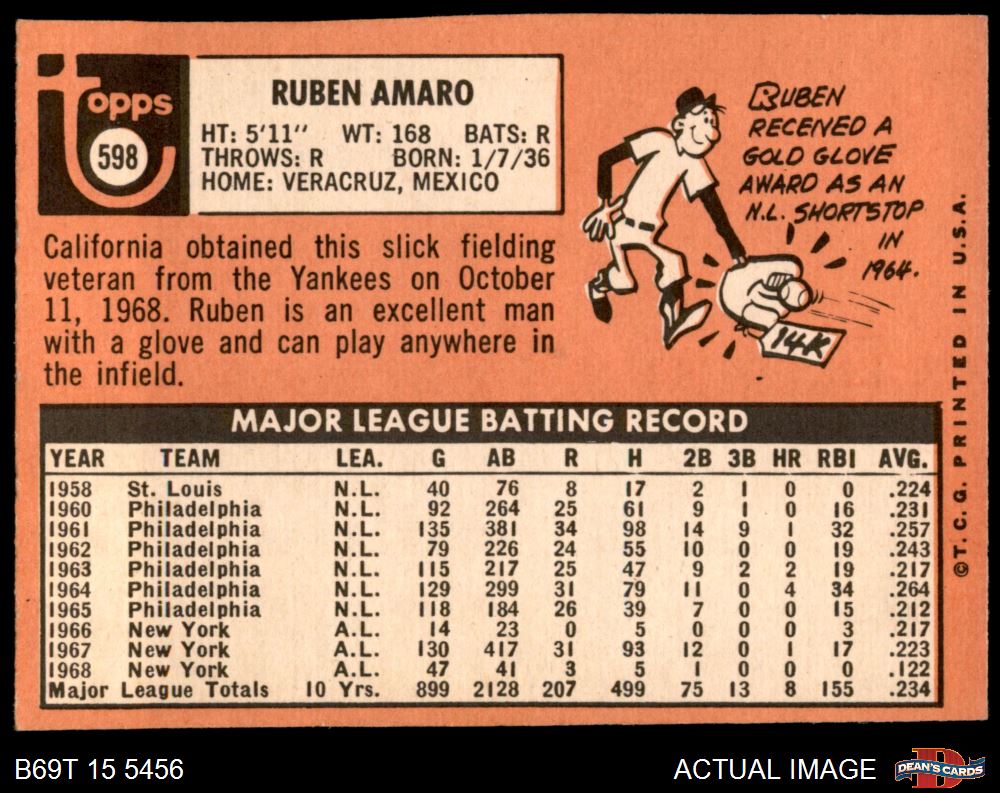 Topps
598
RUBEN AMARO
HT: 5'11" WT: 168 BATS: R
THROWS: R BORN: 1/7/36
HOME: VERACRUZ, MEXICO
California obtained this slick fielding
veteran from the Yankees on October
11, 1968. Ruben is an excellent man
with a glove and can play anywhere in
the infield.
RUBEN
RECEIVED A
GOLD GLOVE
AWARD AS AN
N.L. SHORTSTOP
IN
1964.
14K
MAJOR LEAGUE BATTING RECORD
YEAR TEAM LEA. G AB R H 2B 3B HR RBI AVG.
1958 St. Louis N.L. 40 76 8 17 2 1 0 0 .224
1960 Philadelphia N.L. 92 264 25 61 9 1 0 16 .231
1961 Philadelphia N.L. 135 381 34 98 14 9 1 32 .257
1962 Philadelphia N.L. 79 226 24 55 10 0 0 19 .243
1963 Philadelphia N.L. 115 217 25 47 9 2 2 19 .217
1964 Philadelphia N.L. 129 299 31 79 11 0 4 34 .264
1965 Philadelphia N.L. 118 184 26 39 7 0 0 15 .212
1966 New York A.L. 14 23 0 5 0 0 0 3 .217
1967 New York A.L. 130 417 31 93 12 0 1 17 .223
1968 New York A.L. 47 41 3 5 1 0 0 0 .122
Major League Totals 10 Yrs. 899 2128 207 499 75 13 8 155 .234
©T. C. G. PRINTED IN U.S.A.
B69T 15 5456
ACTUAL IMAGE
DEAN'S CARDS